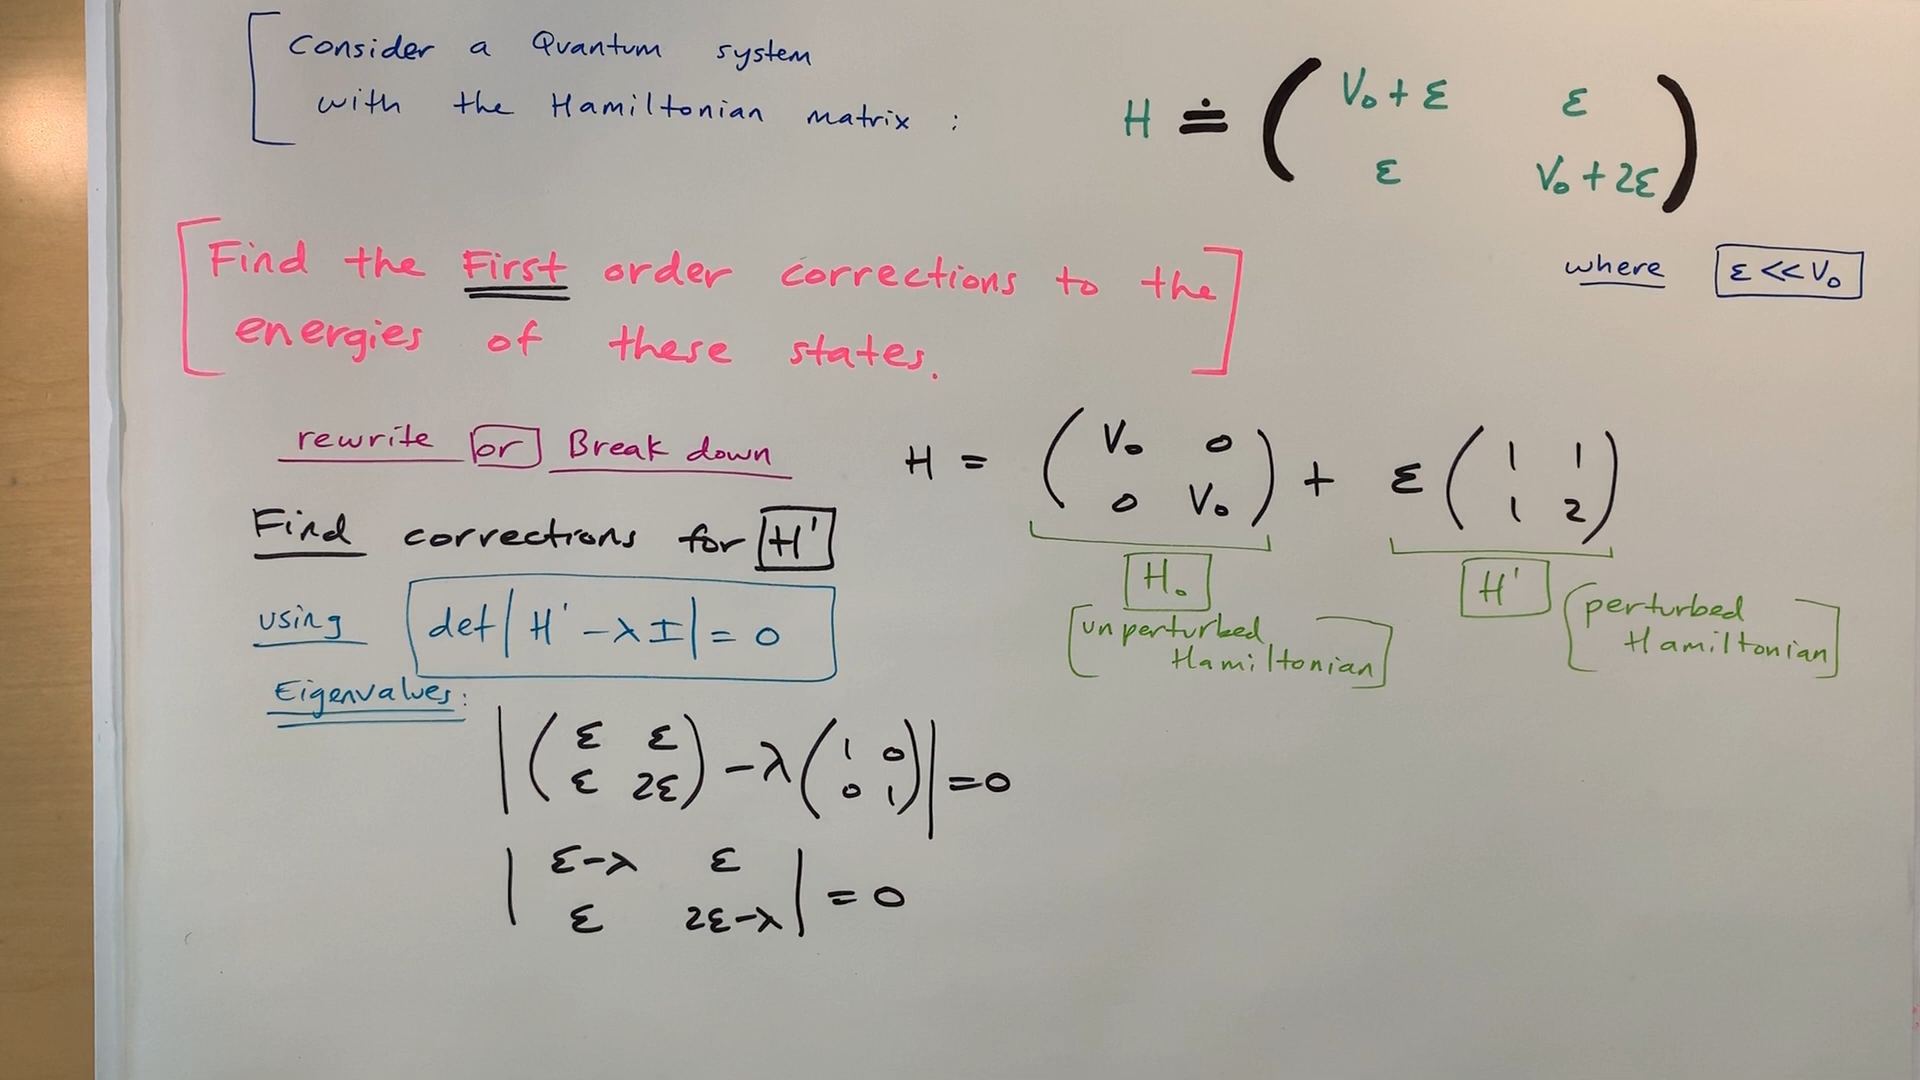 Consider a Quantum system
with the Hamiltonian matrix :
H ≐ ( V₀ + ε ε
ε V₀ + 2ε )
where ε << V₀
Find the First order corrections to the
energies of these states.
rewrite or Break down
H = ( V₀ 0 ) + ε ( 1 1 )
( 0 V₀ ) ( 1 2 )
H₀
unperturbed
Hamiltonian
H'
perturbed
Hamiltonian
Find corrections for H'
using det | H' - λ I | = 0
Eigenvalues:
| ( ε ε ) - λ ( 1 0 ) | = 0
( ε 2ε ) ( 0 1 )
| ε-λ ε | = 0
| ε 2ε-λ |